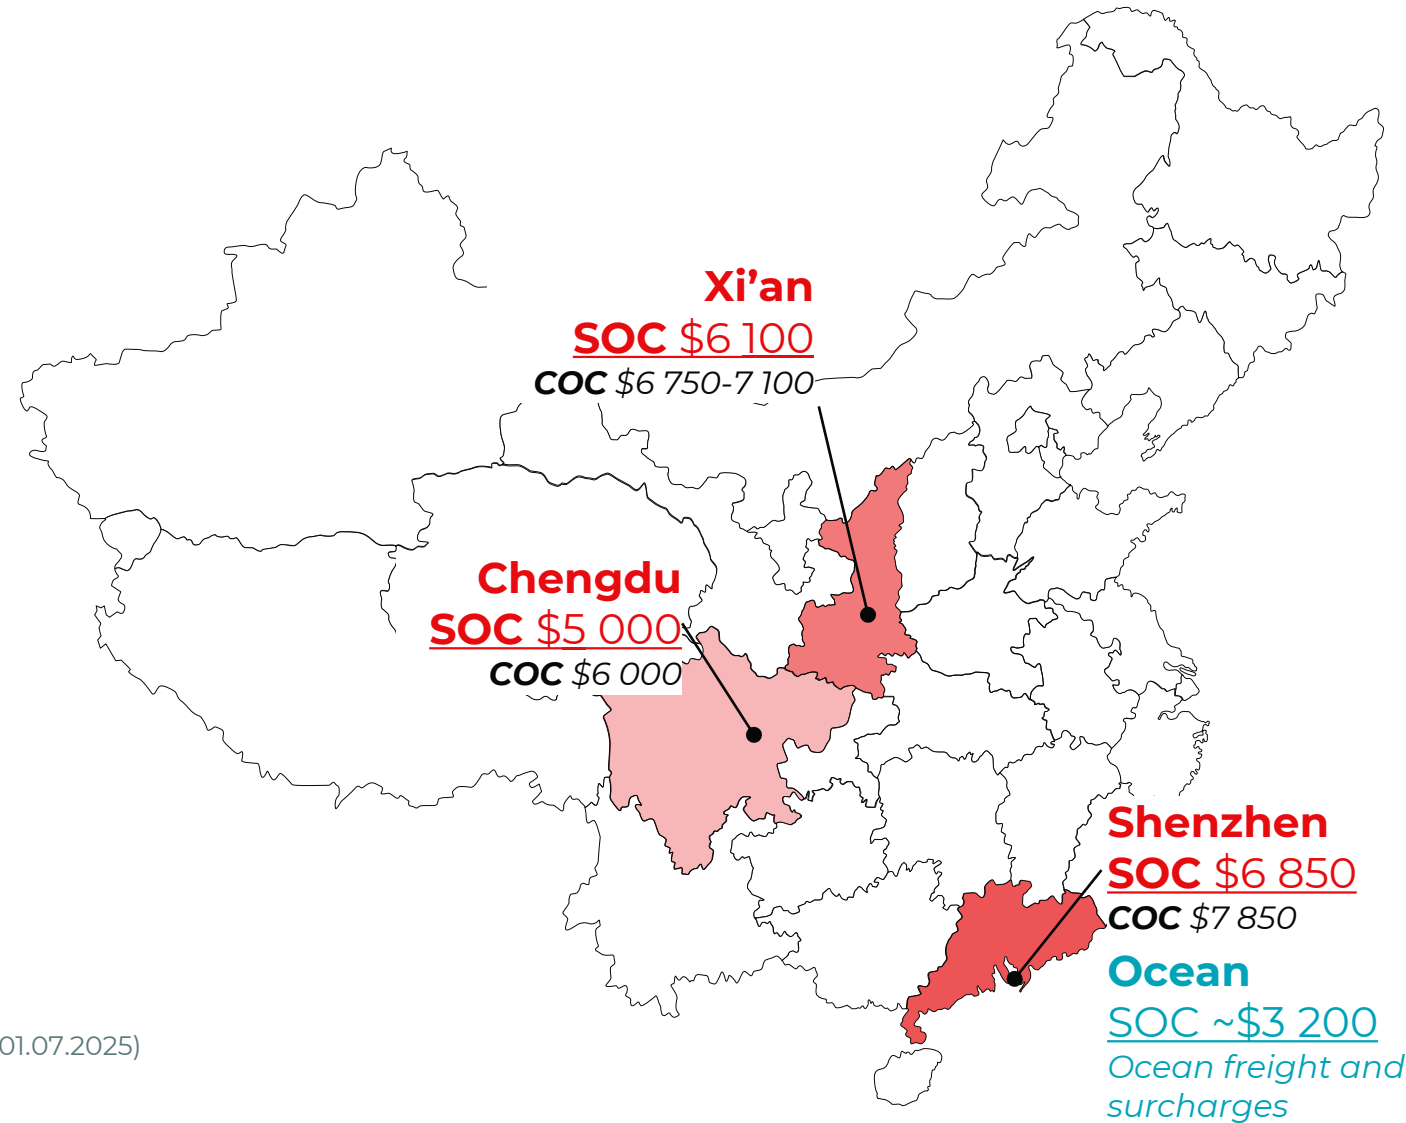 Xi’an
SOC $6 100
COC $6 750-7 100
Chengdu
SOC $5 000
COC $6 000
Shenzhen
SOC $6 850
COC $7 850
Ocean
SOC ~$3 200
Ocean freight and
surcharges
01.07.2025)